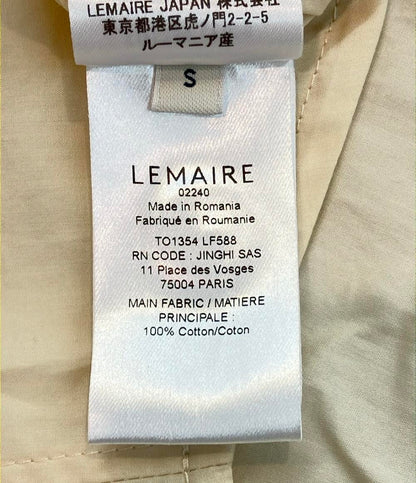 LEMAIRE JAPAN 株式会社
東京都港区虎ノ門2-2-5
ルーマニア産
S
LEMAIRE
02240
Made in Romania
Fabriqué en Roumanie
TO1354 LF588
RN CODE : JINGHI SAS
11 Place des Vosges
75004 PARIS
MAIN FABRIC / MATIERE
PRINCIPALE :
100% Cotton/Coton